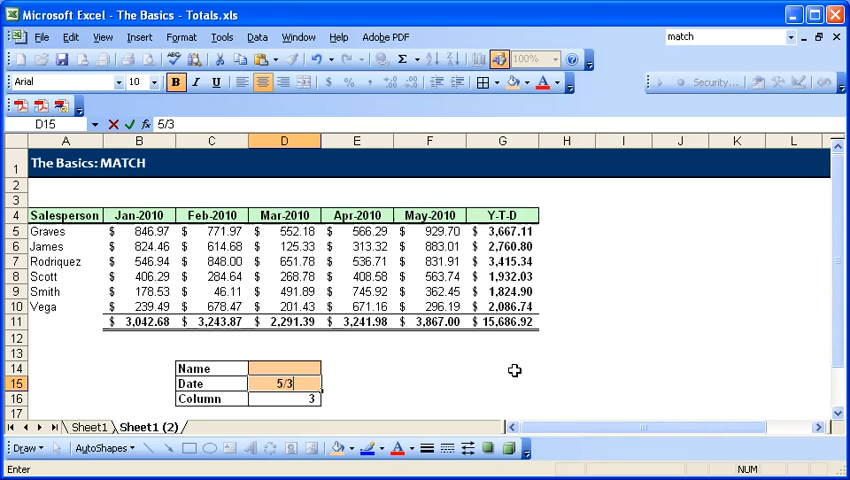 Microsoft Excel - The Basics - Totals.xls
File Edit View Insert Format Tools Data Window Help Adobe PDF match
100%
Arial 10 B I U $ % Security...
D15 5/3
A B C D E F G H I J K L
1 The Basics: MATCH
2
3
4 Salesperson Jan-2010 Feb-2010 Mar-2010 Apr-2010 May-2010 Y-T-D
5 Graves $ 846.97 $ 771.97 $ 552.18 $ 566.29 $ 929.70 $ 3,667.11
6 James $ 824.46 $ 614.68 $ 125.33 $ 313.32 $ 883.01 $ 2,760.80
7 Rodriquez $ 546.94 $ 848.00 $ 651.78 $ 536.71 $ 831.91 $ 3,415.34
8 Scott $ 406.29 $ 284.64 $ 268.78 $ 408.58 $ 563.74 $ 1,932.03
9 Smith $ 178.53 $ 46.11 $ 491.89 $ 745.92 $ 362.45 $ 1,824.90
10 Vega $ 239.49 $ 678.47 $ 201.43 $ 671.16 $ 296.19 $ 2,086.74
11 $ 3,042.68 $ 3,243.87 $ 2,291.39 $ 3,241.98 $ 3,867.00 $ 15,686.92
12
13
14 Name
15 Date 5/3
16 Column 3
17
Sheet1 Sheet1 (2)
Draw AutoShapes
Enter NUM